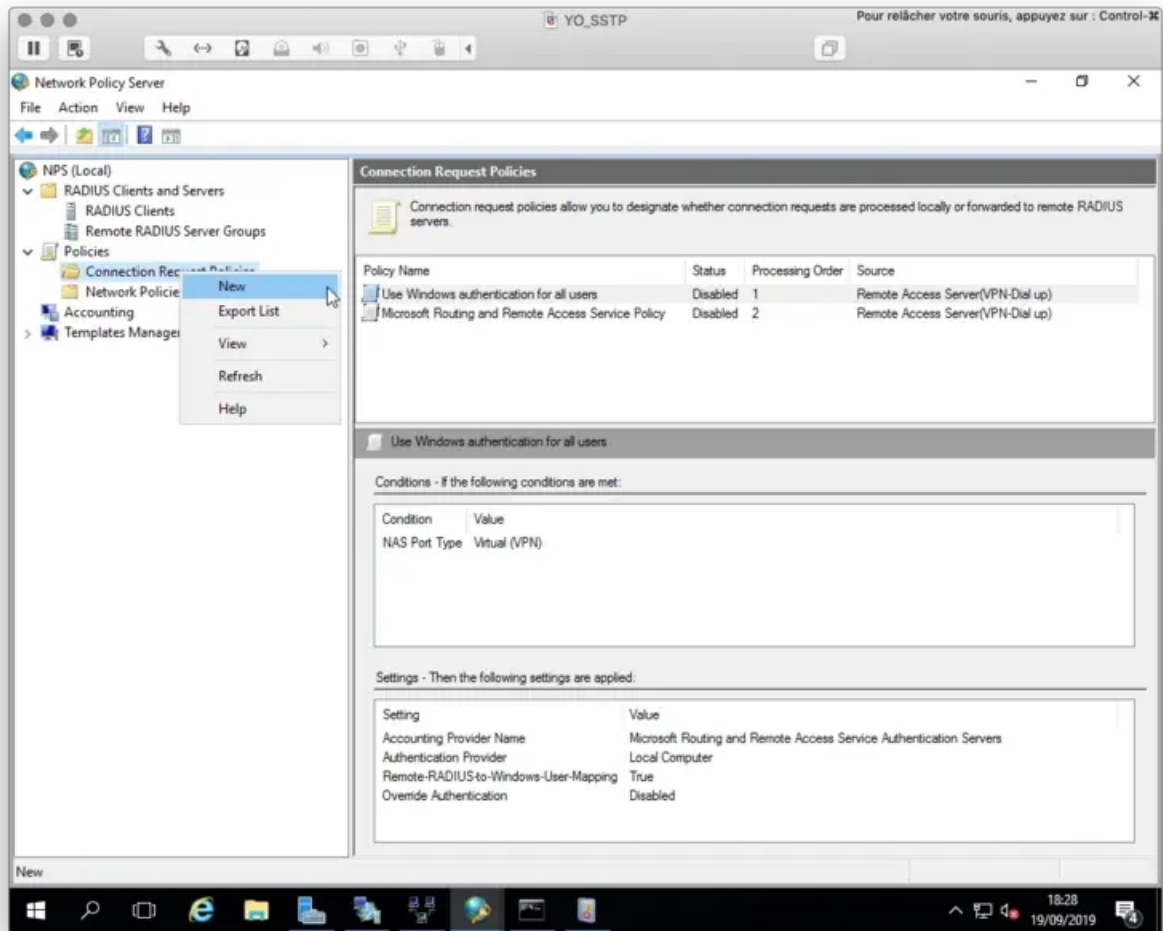 YO_SSTP
Pour relâcher votre souris, appuyez sur : Control-⌘
Network Policy Server
File Action View Help
NPS (Local)
RADIUS Clients and Servers
RADIUS Clients
Remote RADIUS Server Groups
Policies
Connection Request Policies
Network Policie
Accounting
Templates Manager
New
Export List
View
Refresh
Help
Connection Request Policies
Connection request policies allow you to designate whether connection requests are processed locally or forwarded to remote RADIUS
servers.
Policy Name Status Processing Order Source
Use Windows authentication for all users Disabled 1 Remote Access Server(VPN-Dial up)
Microsoft Routing and Remote Access Service Policy Disabled 2 Remote Access Server(VPN-Dial up)
Use Windows authentication for all users
Conditions - If the following conditions are met:
Condition Value
NAS Port Type Virtual (VPN)
Settings - Then the following settings are applied:
Setting Value
Accounting Provider Name Microsoft Routing and Remote Access Service Authentication Servers
Authentication Provider Local Computer
Remote-RADIUS-to-Windows-User-Mapping True
Override Authentication Disabled
New
18:28
19/09/2019
4